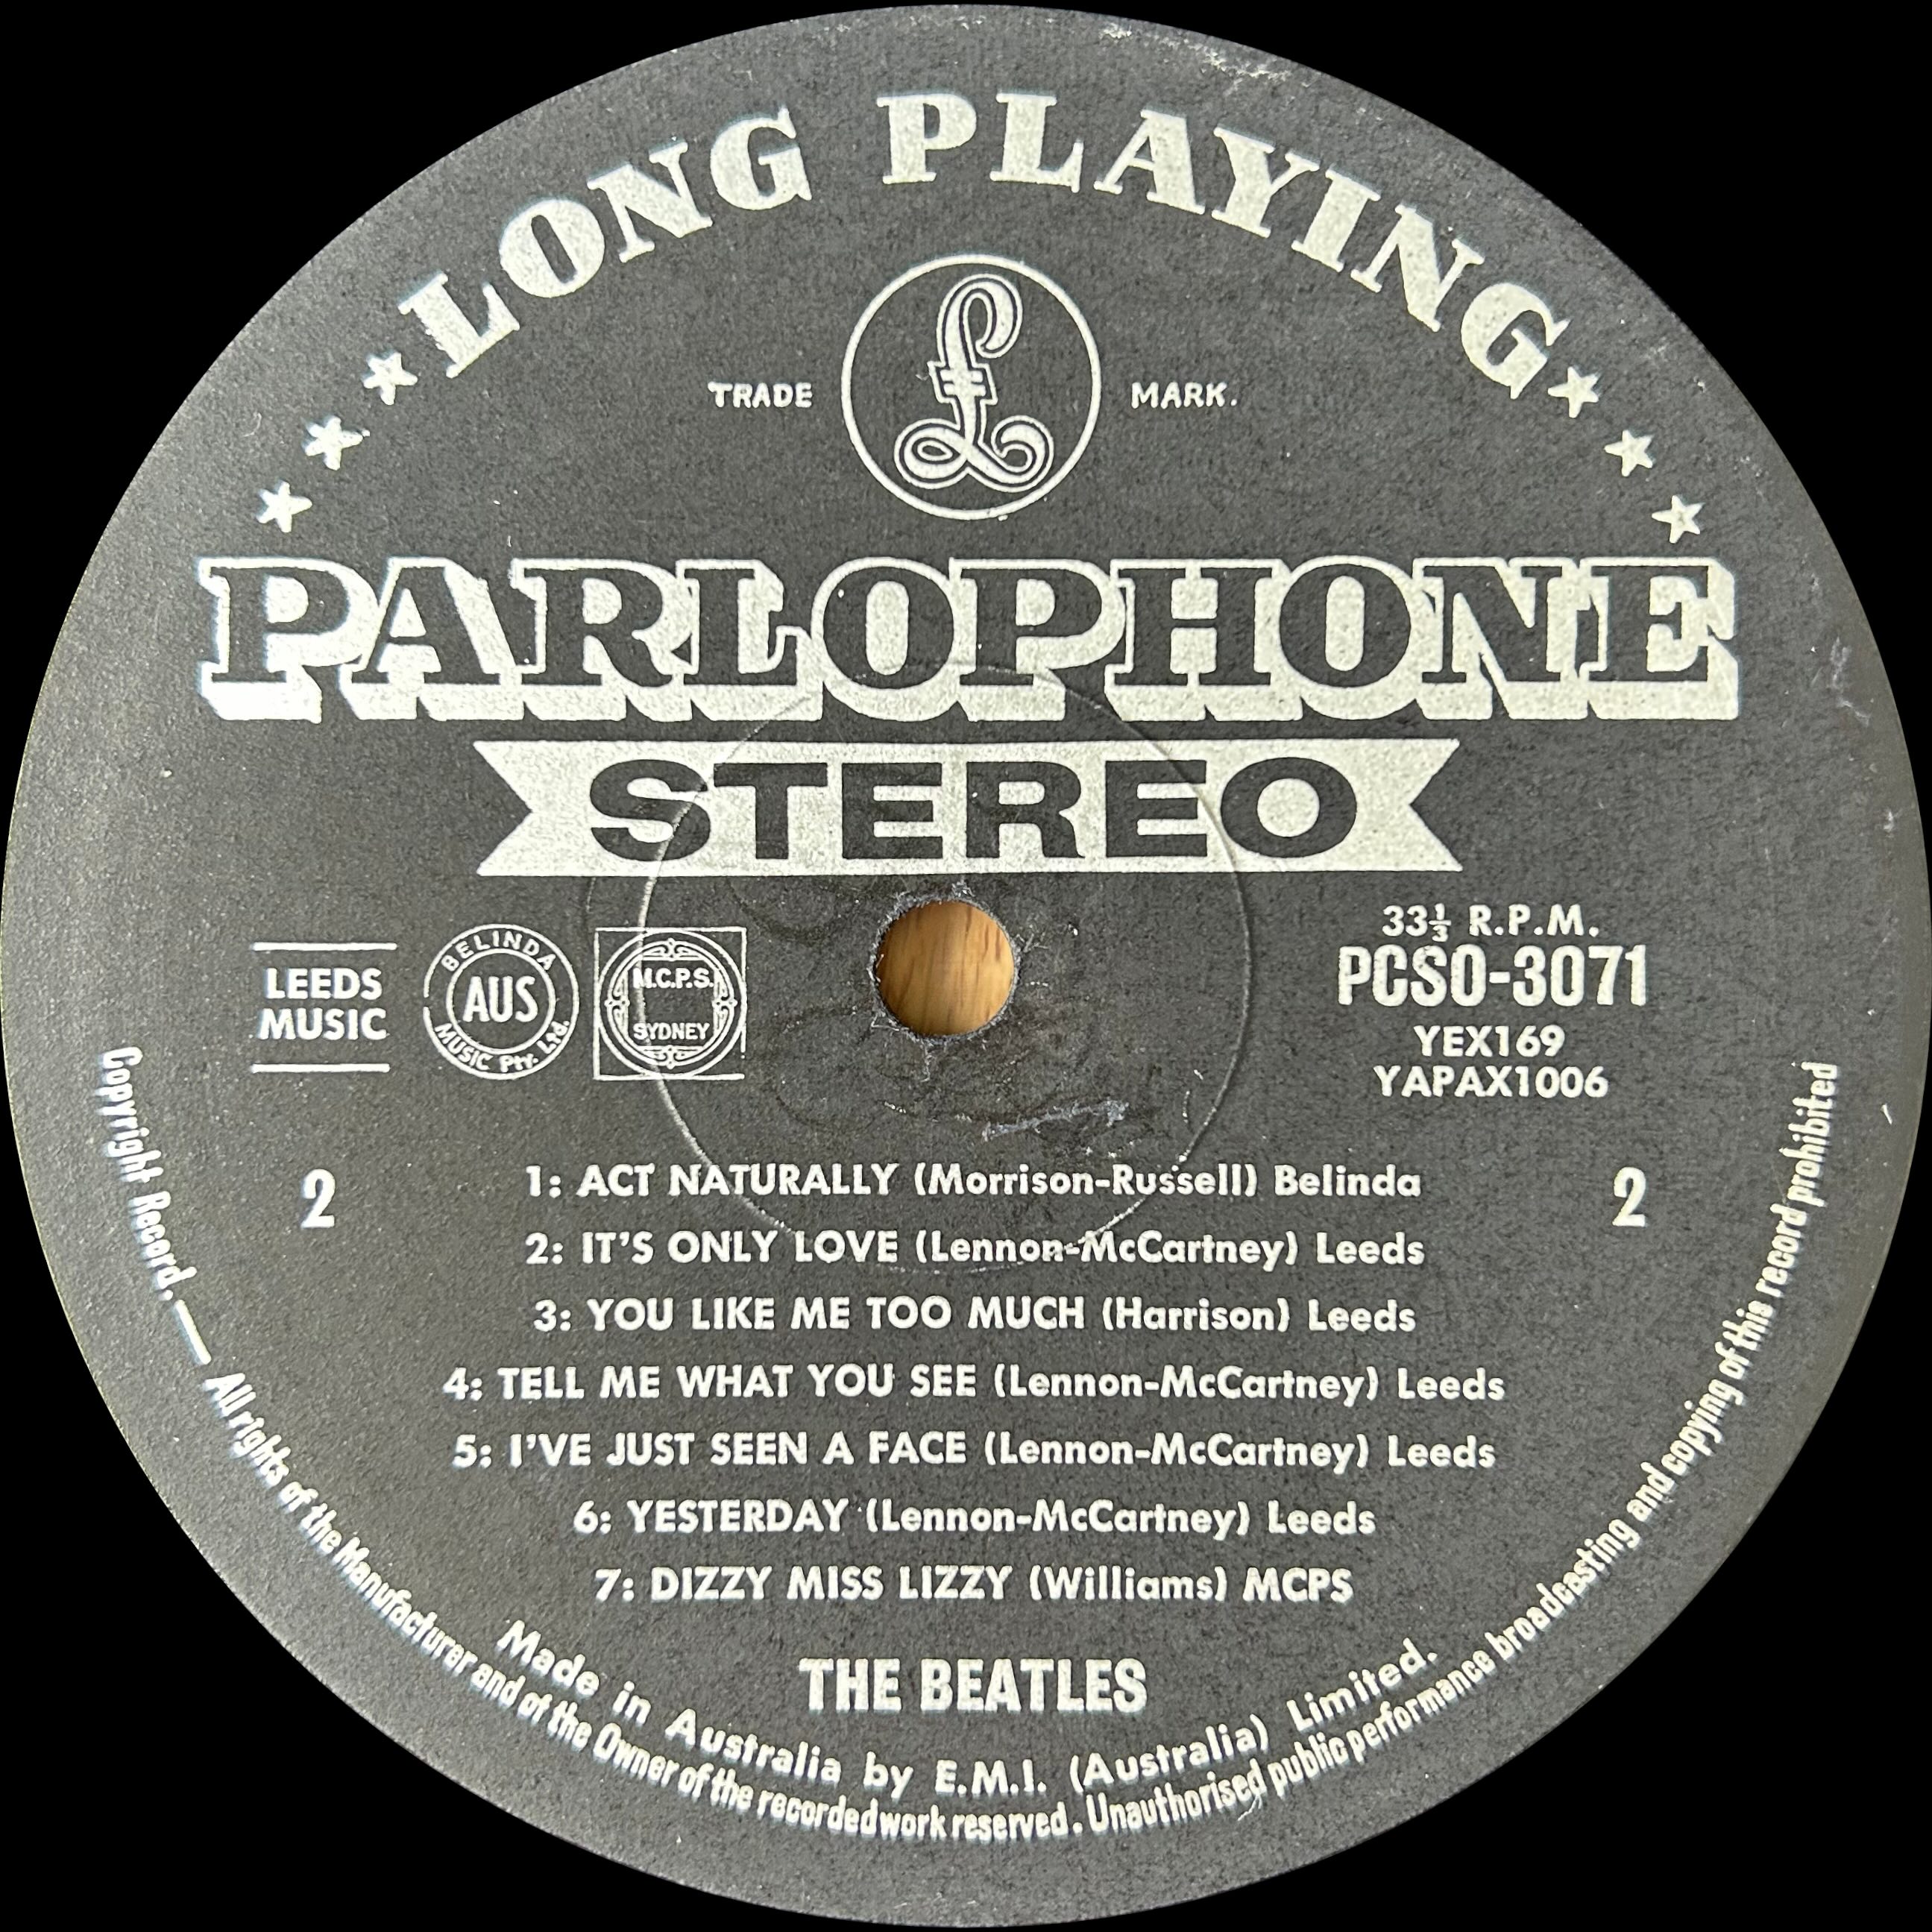 LONG PLAYING
TRADE MARK.
£
PARLOPHONE
STEREO
33⅓ R.P.M.
PCSO-3071
YEX169
YAPAX1006
LEEDS
MUSIC
BELINDA
AUS
MUSIC Pty. Ltd.
M.C.P.S.
SYDNEY
2
2
1: ACT NATURALLY (Morrison-Russell) Belinda
2: IT'S ONLY LOVE (Lennon-McCartney) Leeds
3: YOU LIKE ME TOO MUCH (Harrison) Leeds
4: TELL ME WHAT YOU SEE (Lennon-McCartney) Leeds
5: I'VE JUST SEEN A FACE (Lennon-McCartney) Leeds
6: YESTERDAY (Lennon-McCartney) Leeds
7: DIZZY MISS LIZZY (Williams) MCPS
THE BEATLES
Made in Australia by E.M.I. (Australia) Limited.
Copyright Record.— All rights of the Manufacturer and of the Owner of the recorded work reserved. Unauthorised public performance broadcasting and copying of this record prohibited